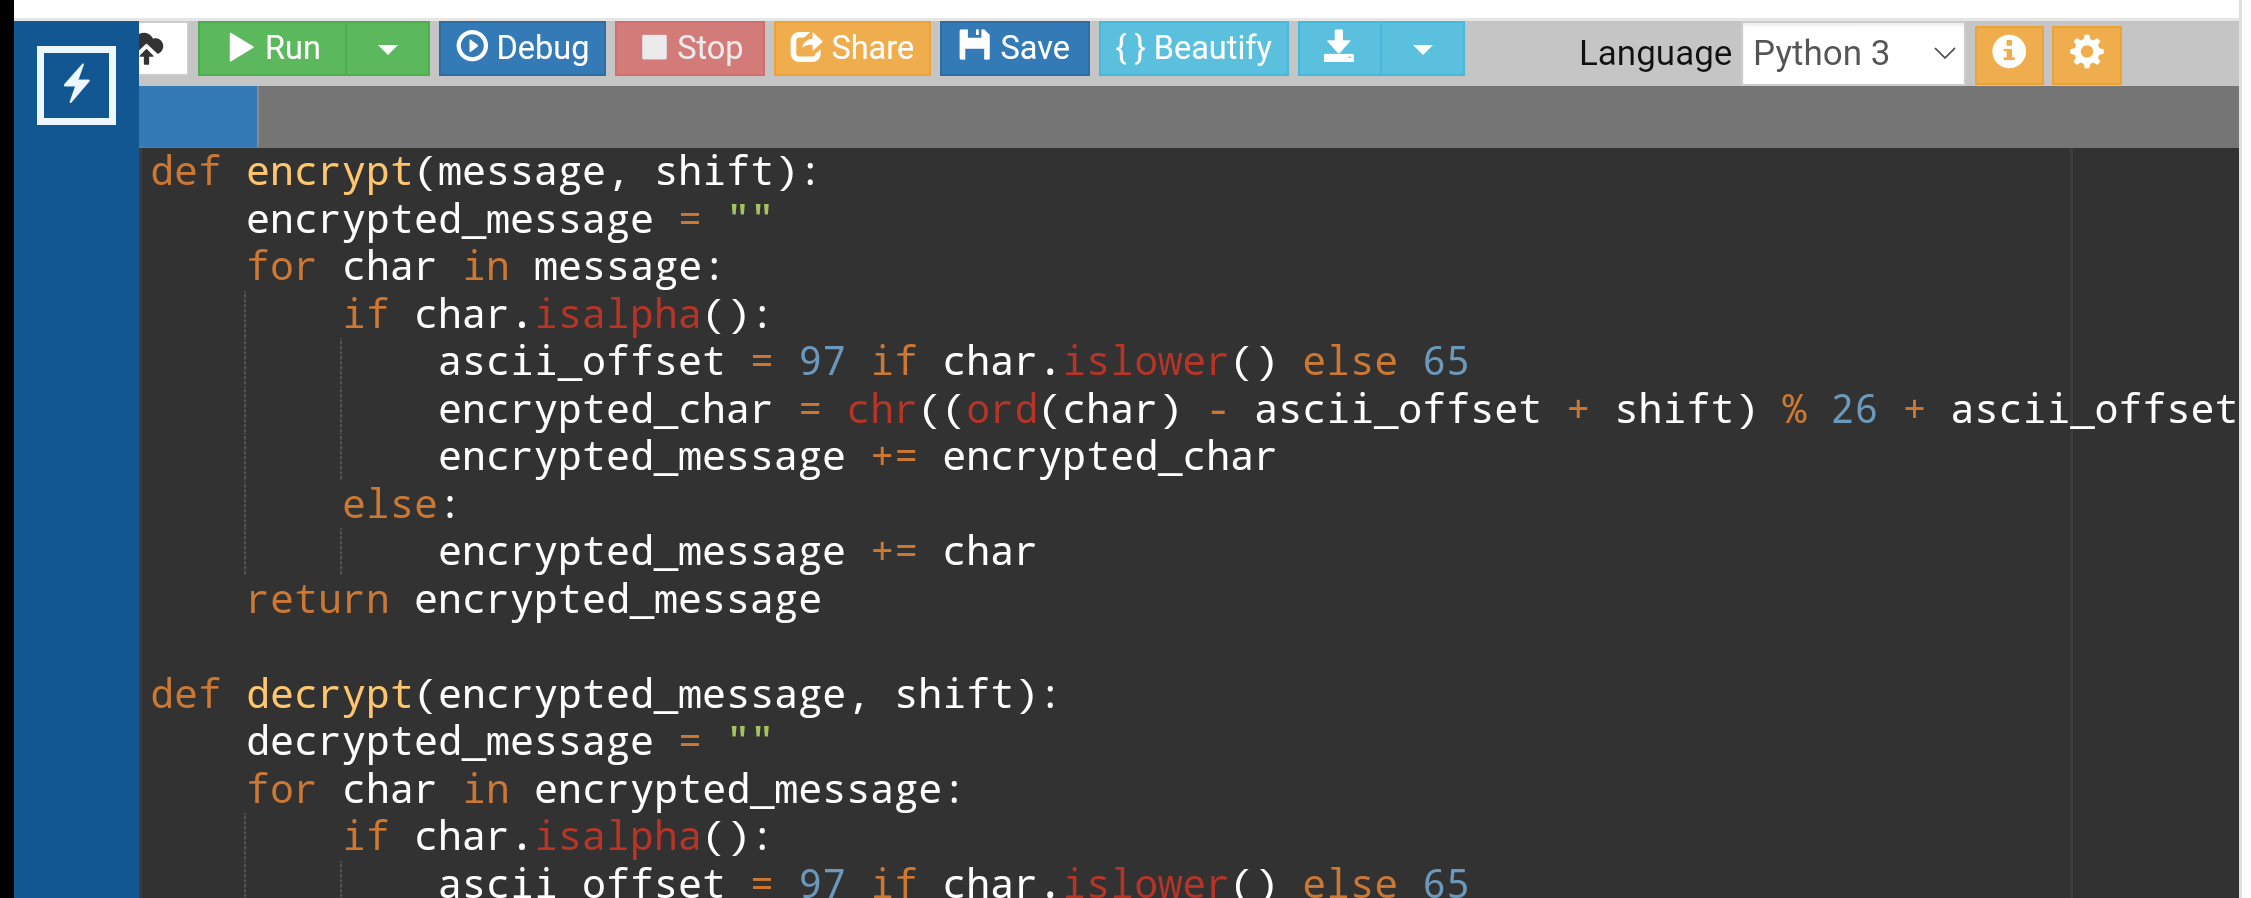 Run Debug Stop Share Save { } Beautify Language Python 3
def encrypt(message, shift):
    encrypted_message = ""
    for char in message:
        if char.isalpha():
            ascii_offset = 97 if char.islower() else 65
            encrypted_char = chr((ord(char) - ascii_offset + shift) % 26 + ascii_offset
            encrypted_message += encrypted_char
        else:
            encrypted_message += char
    return encrypted_message
def decrypt(encrypted_message, shift):
    decrypted_message = ""
    for char in encrypted_message:
        if char.isalpha():
            ascii_offset = 97 if char.islower() else 65